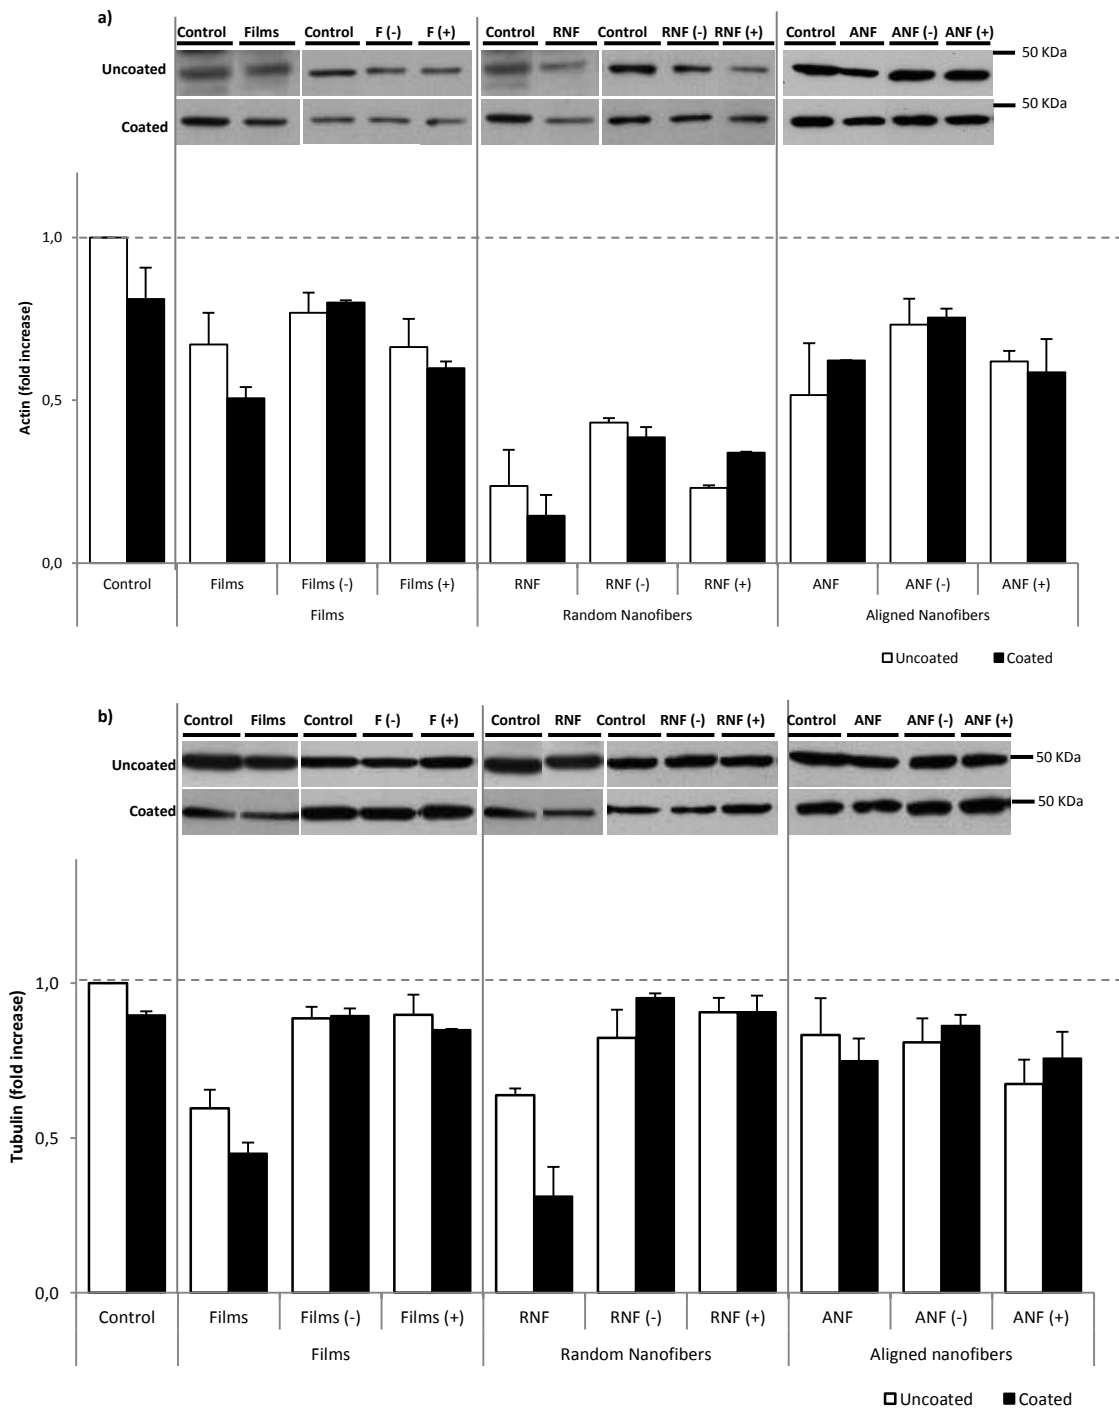 a)
Control Films Control F (-) F (+) Control RNF Control RNF (-) RNF (+) Control ANF ANF (-) ANF (+)
50 KDa
Uncoated
50 KDa
Coated
1,0
0,5
0,0
Actin (fold increase)
Control Films Films (-) Films (+) RNF RNF (-) RNF (+) ANF ANF (-) ANF (+)
Films Random Nanofibers Aligned Nanofibers
Uncoated Coated
b)
Control Films Control F (-) F (+) Control RNF Control RNF (-) RNF (+) Control ANF ANF (-) ANF (+)
50 KDa
Uncoated
50 KDa
Coated
1,0
0,5
0,0
Tubulin (fold increase)
Control Films Films (-) Films (+) RNF RNF (-) RNF (+) ANF ANF (-) ANF (+)
Films Random Nanofibers Aligned nanofibers
Uncoated Coated